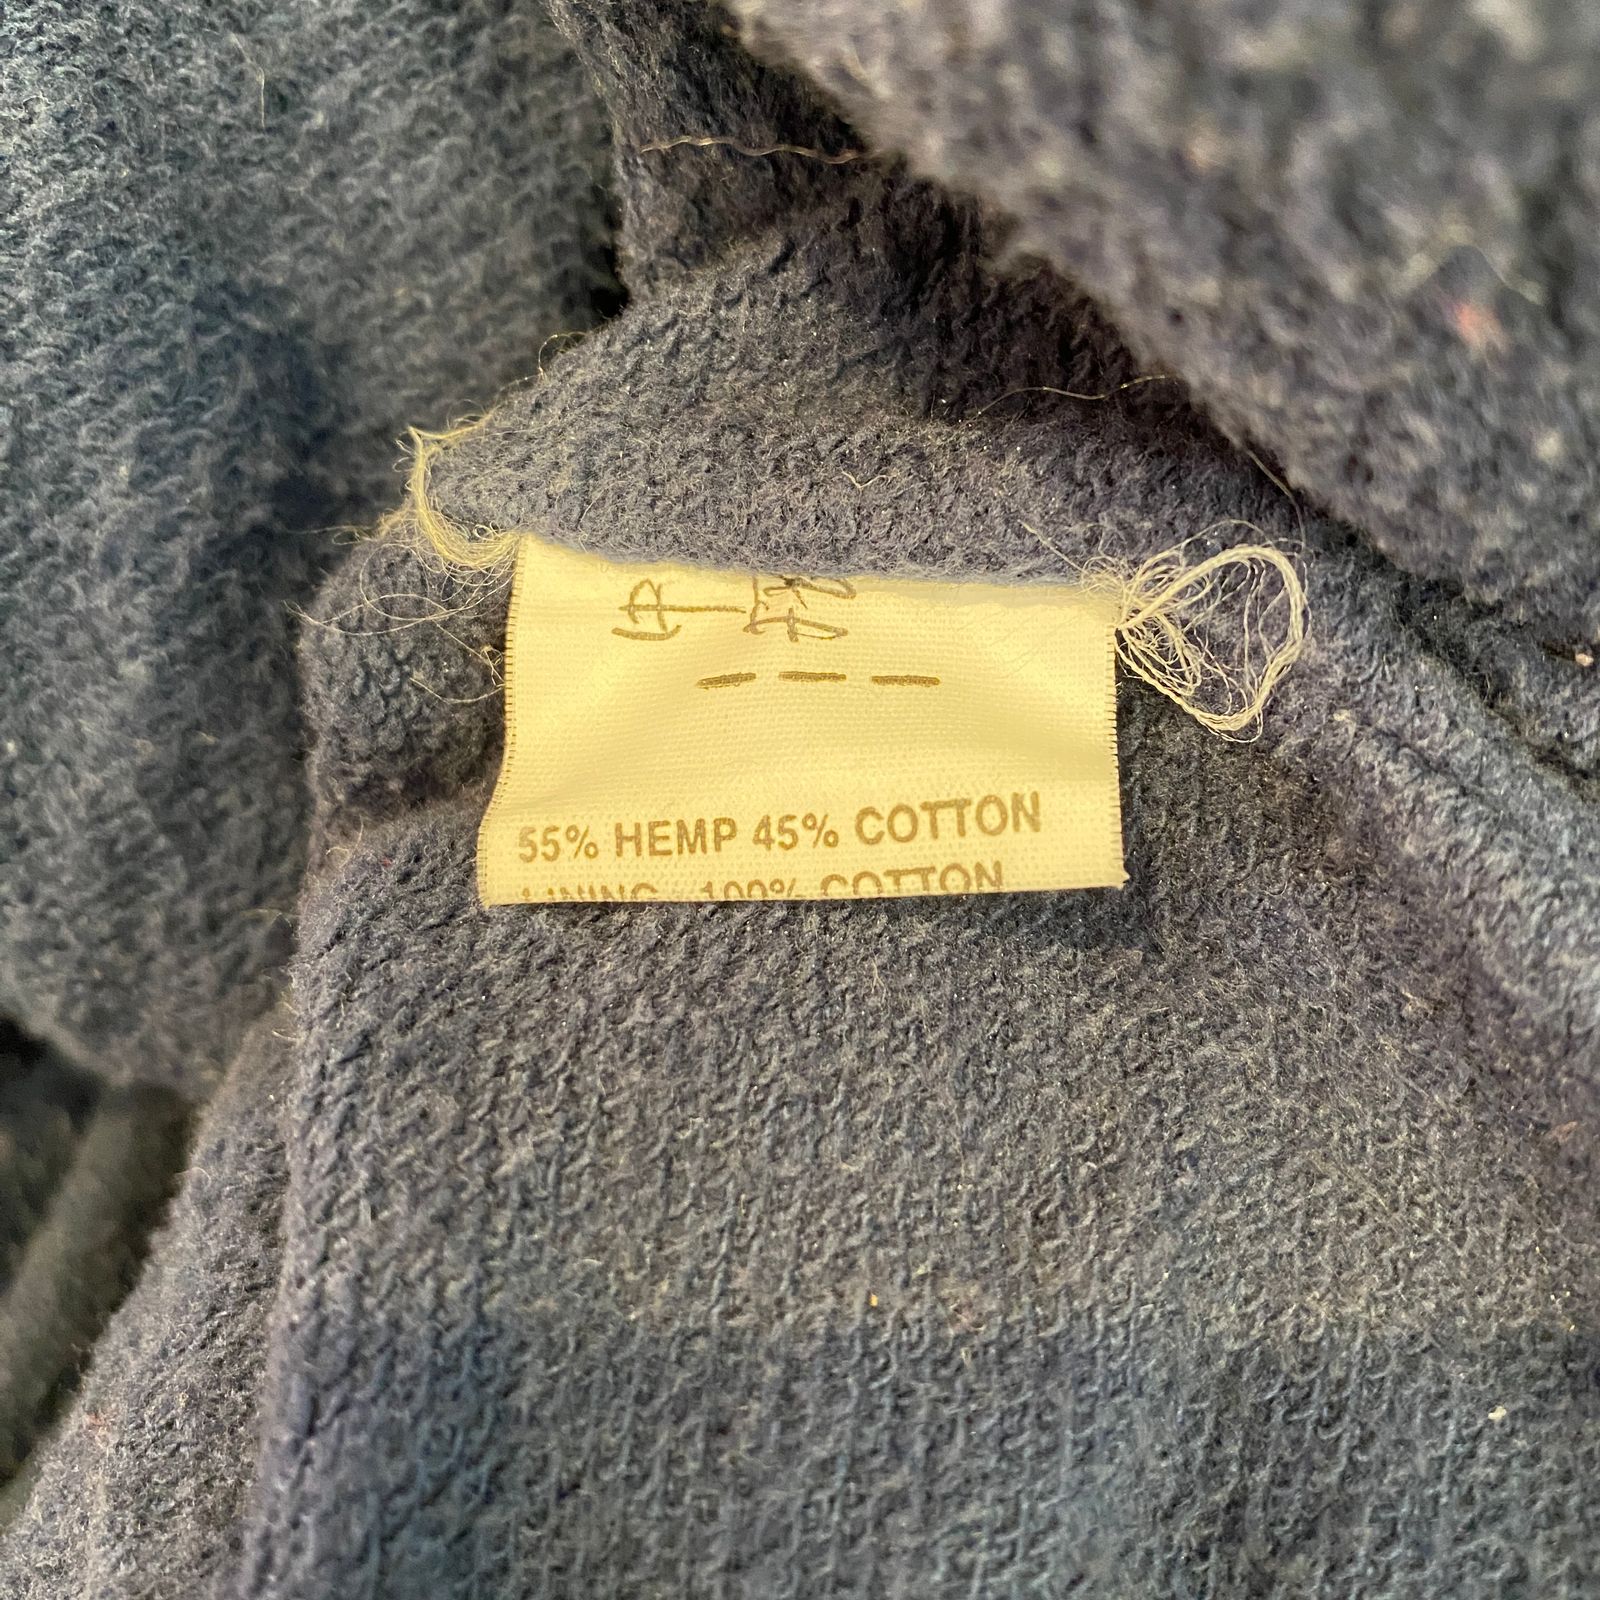 55% HEMP 45% COTTON
LINING 100% COTTON